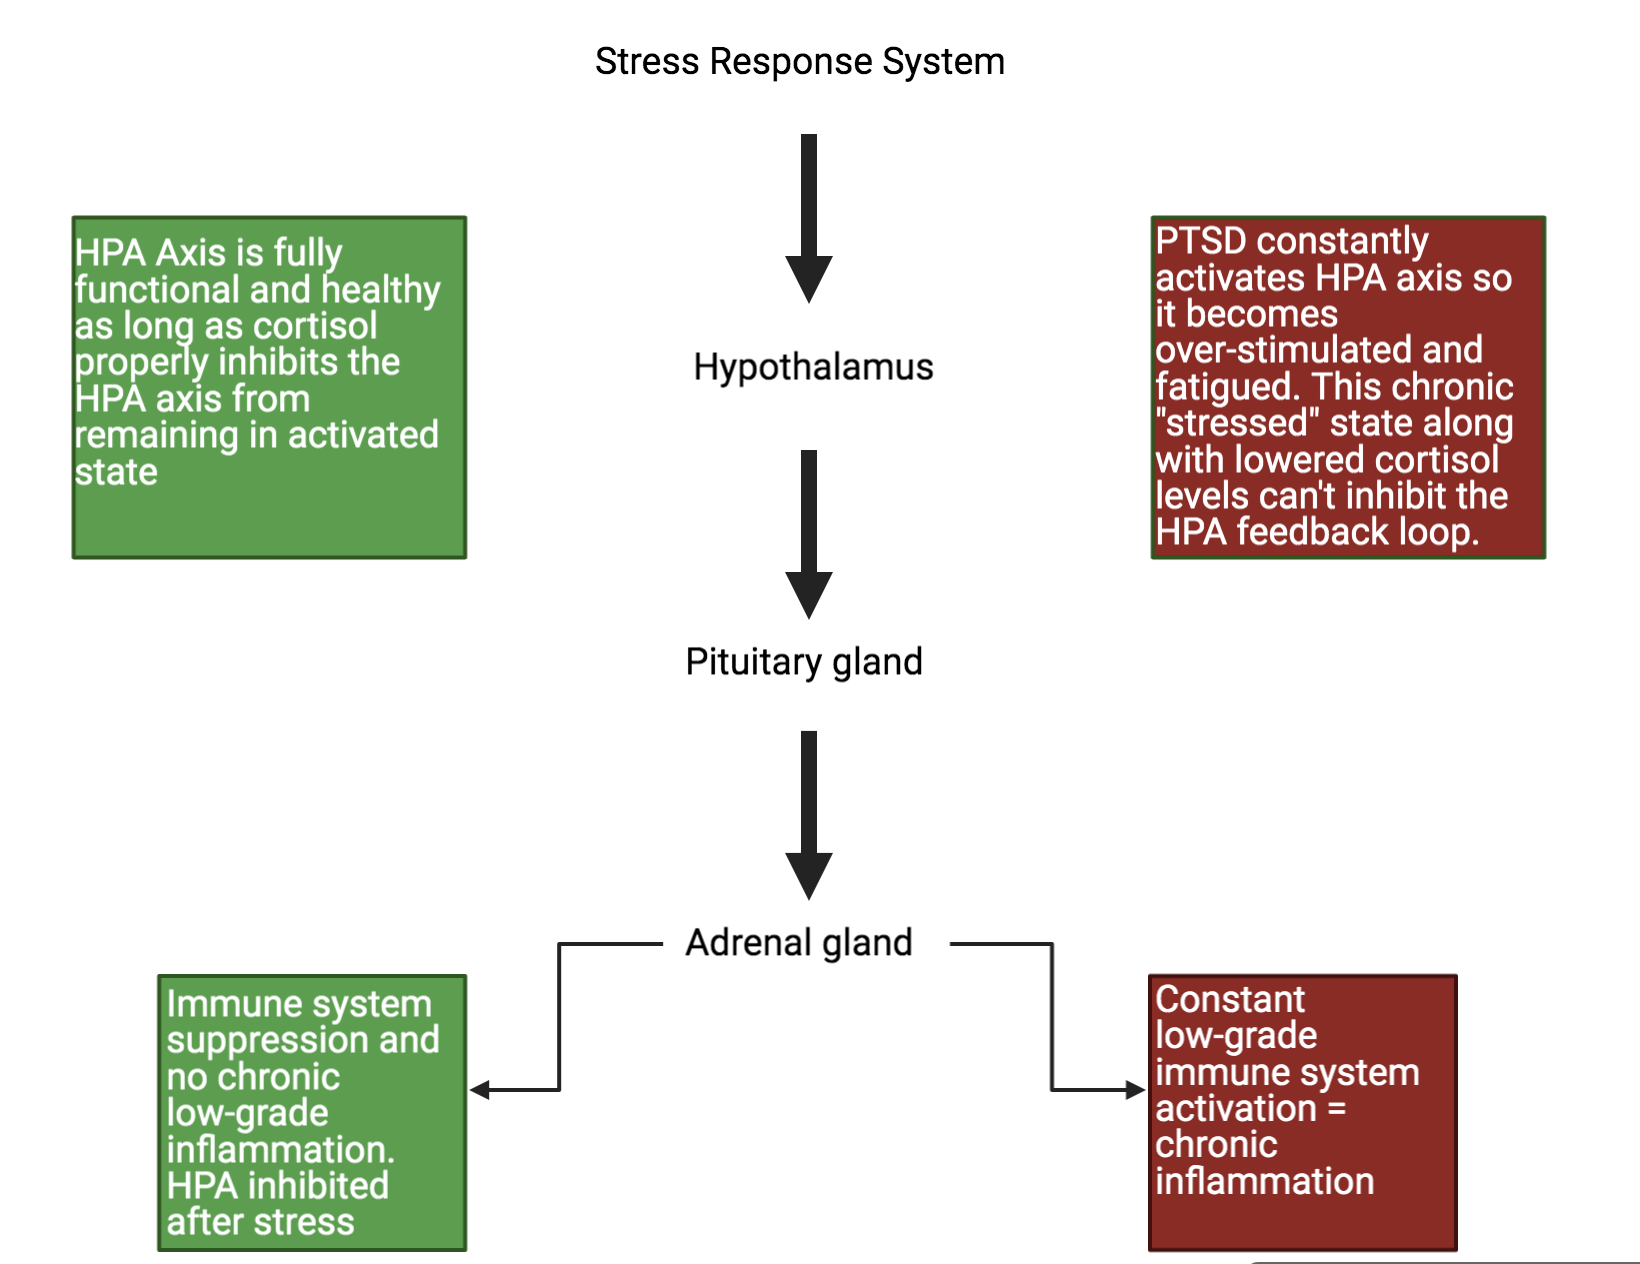 Stress Response System
HPA Axis is fully
functional and healthy
as long as cortisol
properly inhibits the
HPA axis from
remaining in activated
state
PTSD constantly
activates HPA axis so
it becomes
over-stimulated and
fatigued. This chronic
"stressed" state along
with lowered cortisol
levels can't inhibit the
HPA feedback loop.
Hypothalamus
Pituitary gland
Adrenal gland
Immune system
suppression and
no chronic
low-grade
inflammation.
HPA inhibited
after stress
Constant
low-grade
immune system
activation =
chronic
inflammation